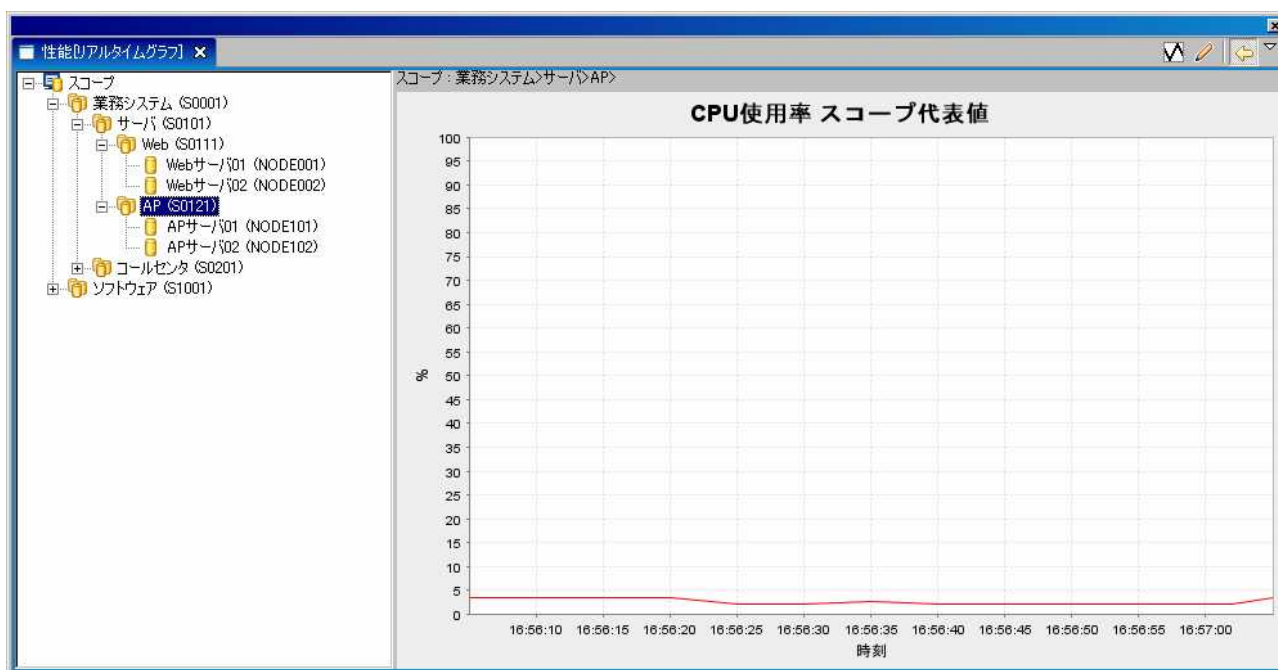 性能[リアルタイムグラフ]
スコープ
業務システム (S0001)
サーバ (S0101)
Web (S0111)
Webサーバ01 (NODE001)
Webサーバ02 (NODE002)
AP (S0121)
APサーバ01 (NODE101)
APサーバ02 (NODE102)
コールセンタ (S0201)
ソフトウェア (S1001)
スコープ : 業務システム>サーバ>AP>
CPU使用率 スコープ代表値
100
95
90
85
80
75
70
65
60
55
50
45
40
35
30
25
20
15
10
5
0
%
16:56:10 16:56:15 16:56:20 16:56:25 16:56:30 16:56:35 16:56:40 16:56:45 16:56:50 16:56:55 16:57:00
時刻